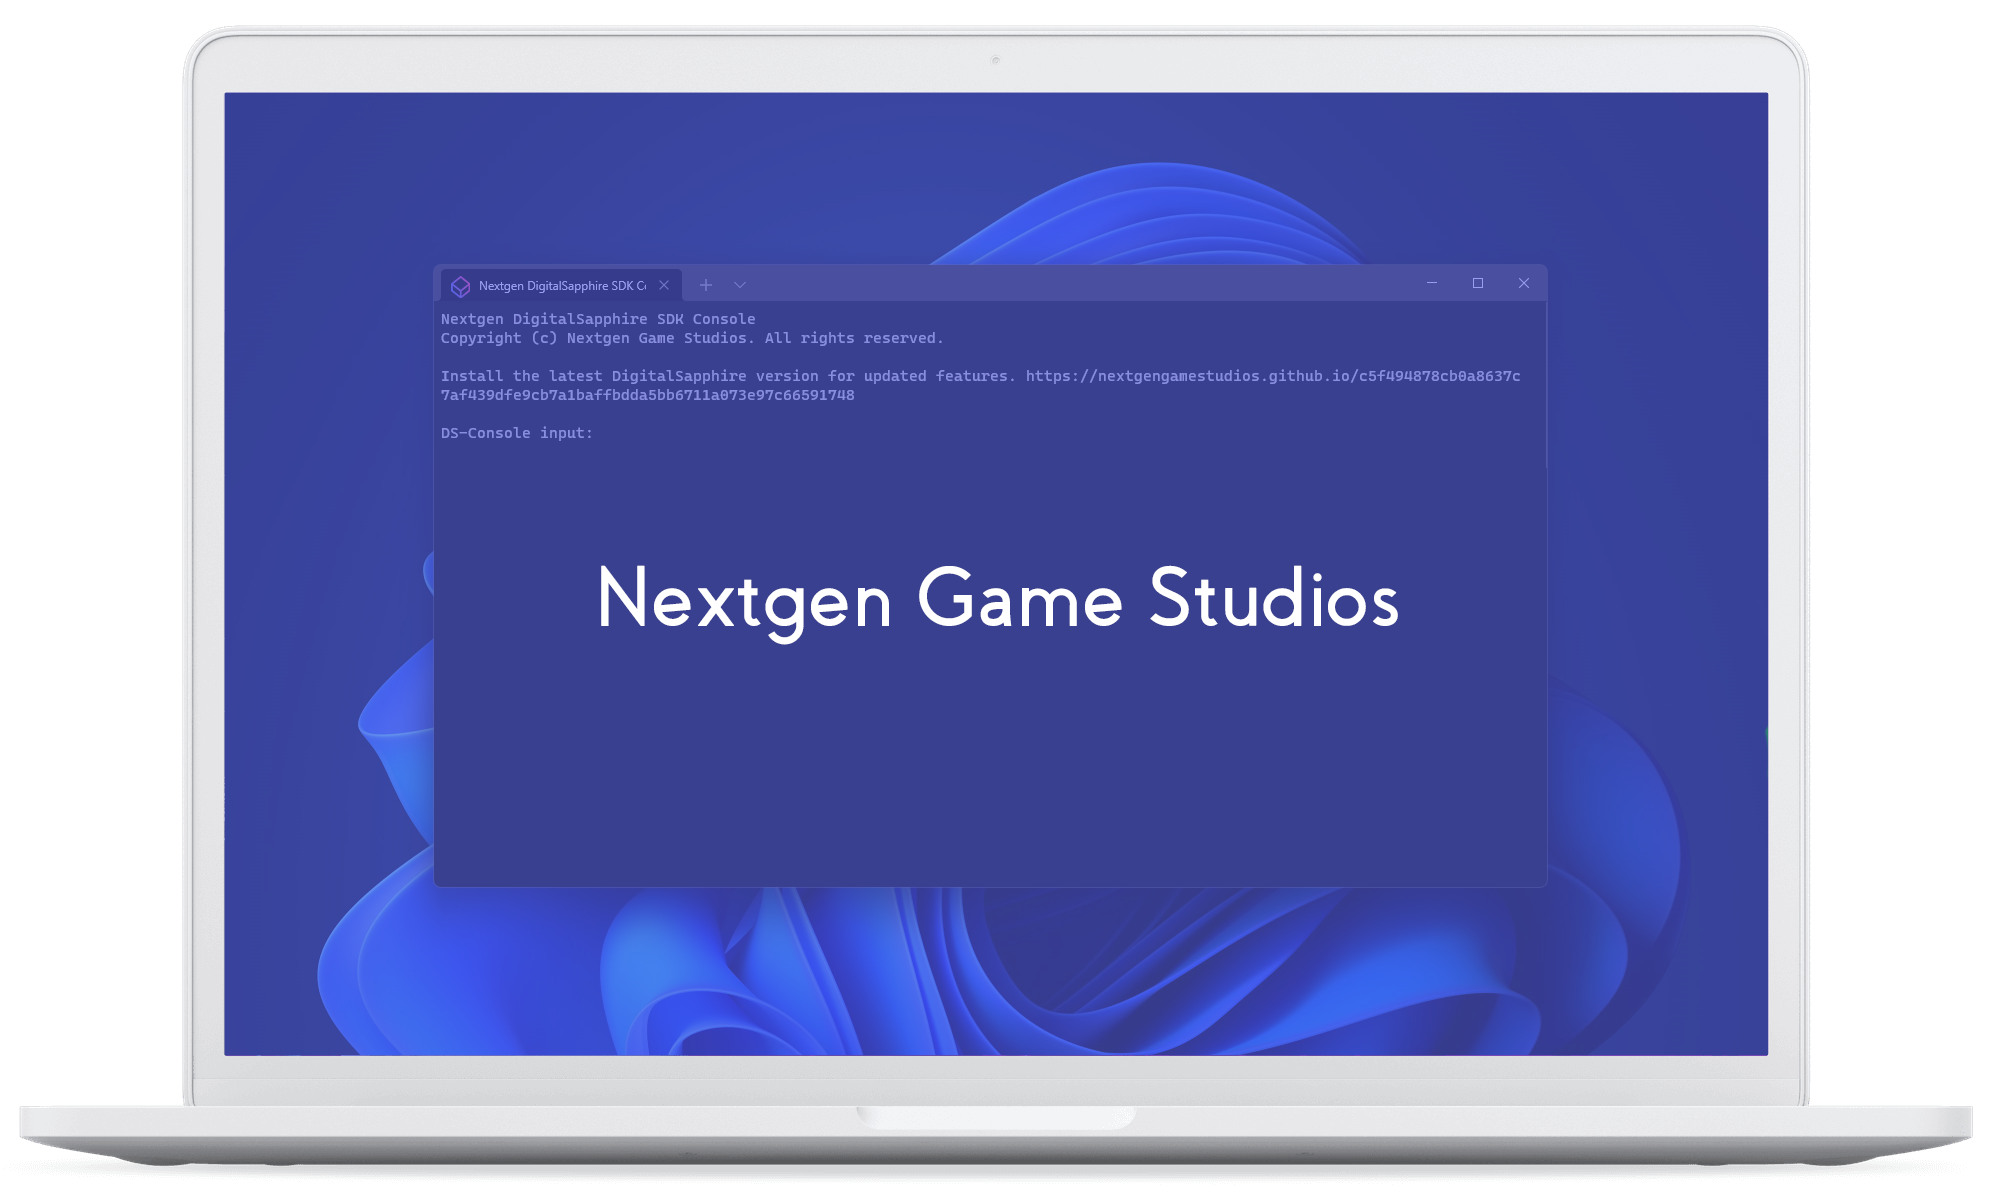 Nextgen DigitalSapphire SDK Co
Nextgen DigitalSapphire SDK Console
Copyright (c) Nextgen Game Studios. All rights reserved.
Install the latest DigitalSapphire version for updated features. https://nextgengamestudios.github.io/c5f494878cb0a8637c
7af439dfe9cb7a1baffbdda5bb6711a073e97c66591748
DS-Console input:
Nextgen Game Studios